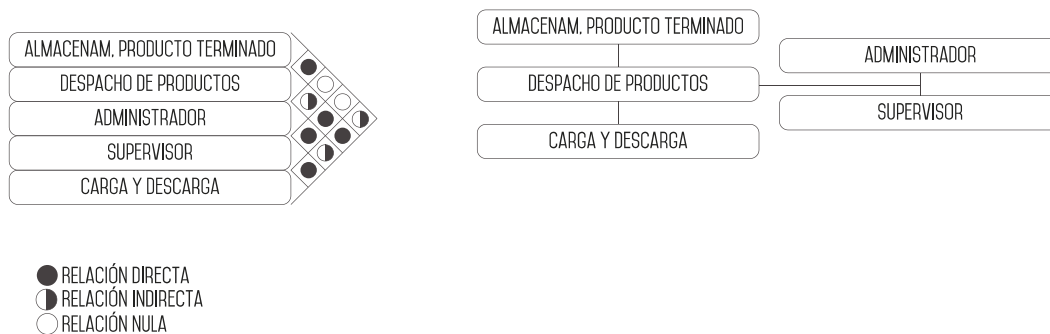 ALMACENAM. PRODUCTO TERMINADO
DESPACHO DE PRODUCTOS
ADMINISTRADOR
SUPERVISOR
CARGA Y DESCARGA
RELACIÓN DIRECTA
RELACIÓN INDIRECTA
RELACIÓN NULA
ALMACENAM. PRODUCTO TERMINADO
DESPACHO DE PRODUCTOS
CARGA Y DESCARGA
ADMINISTRADOR
SUPERVISOR